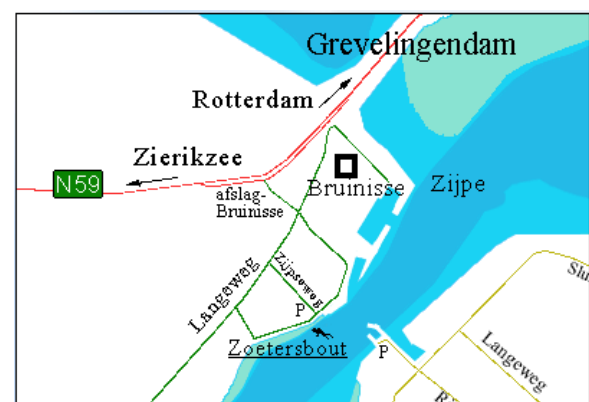 Grevelingendam
Rotterdam
Zierikzee
N59
afslag-
Bruinisse
Bruinisse
Zijpe
Langeweg
Zijpseweg
P
Zoetersbout
P
Langeweg